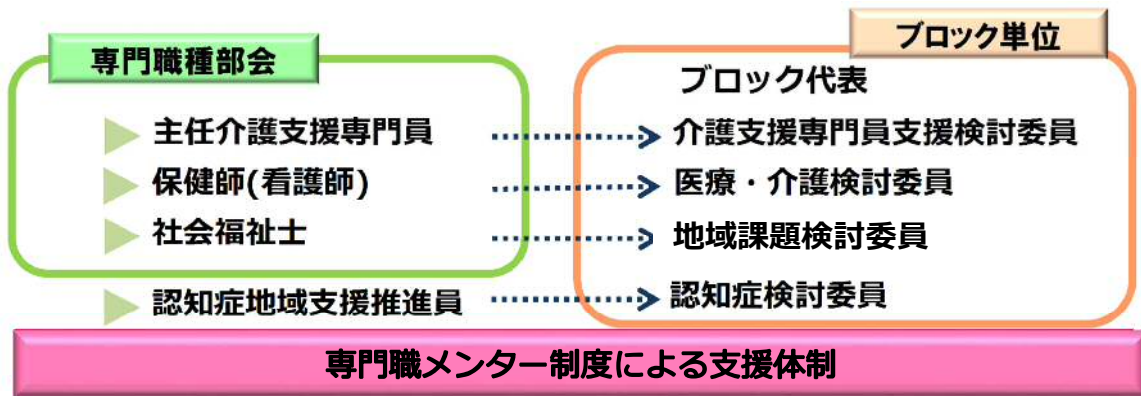 専門職種部会
主任介護支援専門員
保健師(看護師)
社会福祉士
認知症地域支援推進員
ブロック単位
ブロック代表
介護支援専門員支援検討委員
医療・介護検討委員
地域課題検討委員
認知症検討委員
専門職メンター制度による支援体制